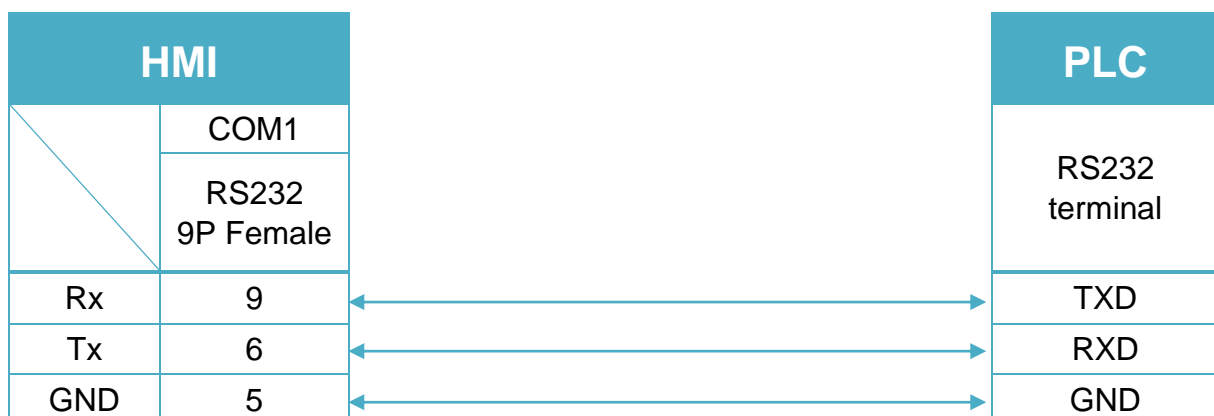 HMI
PLC
COM1
RS232
9P Female
RS232
terminal
Rx 9 TXD
Tx 6 RXD
GND 5 GND